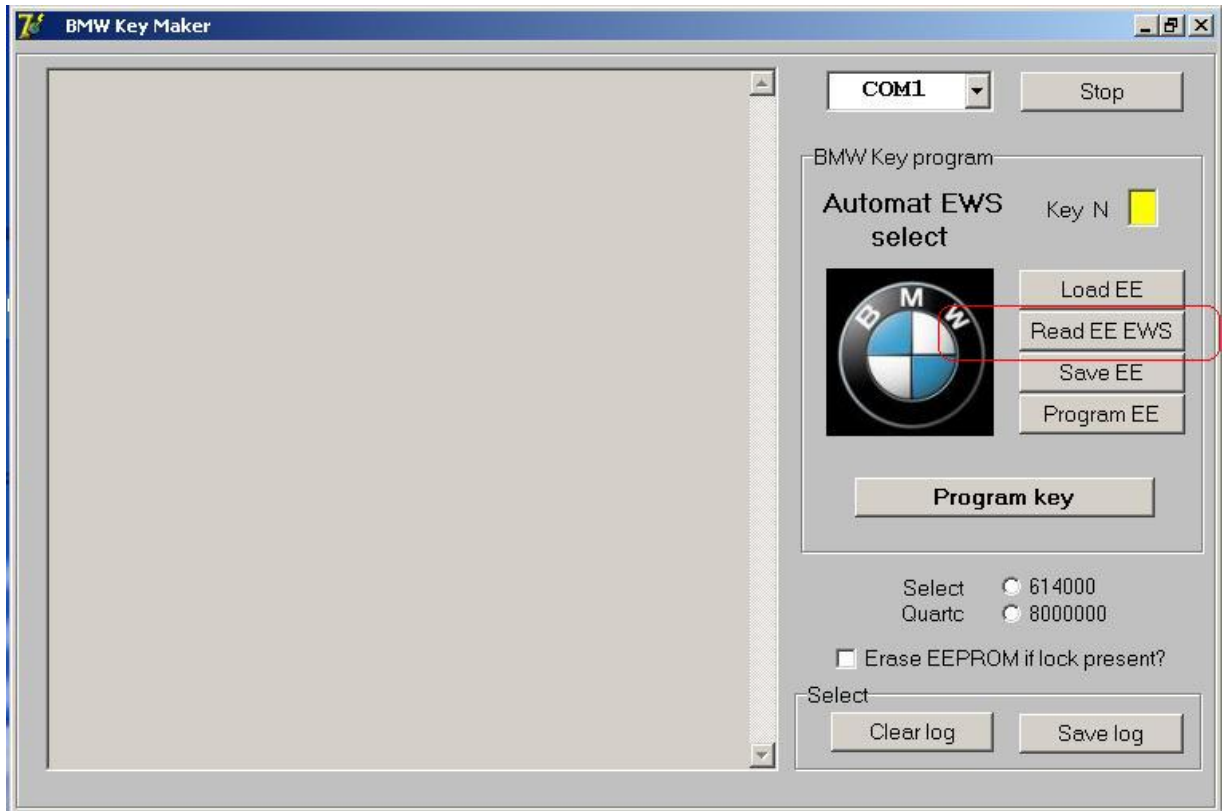 BMW Key Maker
COM1
Stop
BMW Key program
Automat EWS
select
Key N
BMW
Load EE
Read EE EWS
Save EE
Program EE
Program key
Select
Quartc
614000
8000000
Erase EEPROM if lock present?
Select
Clear log
Save log